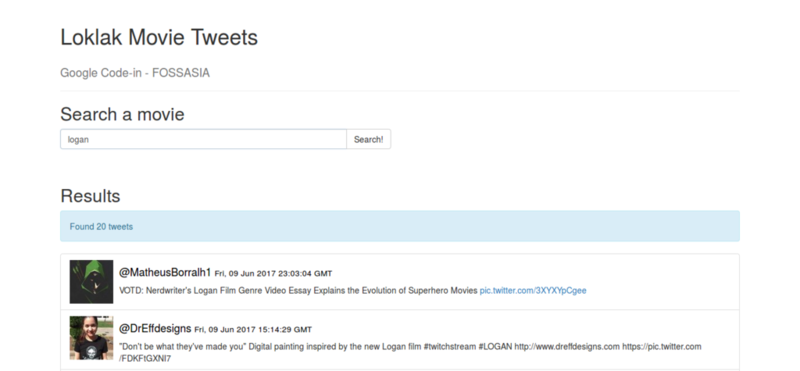 Loklak Movie Tweets
Google Code-in - FOSSASIA
Search a movie
logan Search!
Results
Found 20 tweets
@MatheusBorralh1 Fri, 09 Jun 2017 23:03:04 GMT
VOTD: Nerdwriter's Logan Film Genre Video Essay Explains the Evolution of Superhero Movies pic.twitter.com/3XYXYpCgee
@DrEffdesigns Fri, 09 Jun 2017 15:14:29 GMT
"Don't be what they've made you" Digital painting inspired by the new Logan film #twitchstream #LOGAN http://www.dreffdesigns.com https://pic.twitter.com
/FDKFtGXNI7